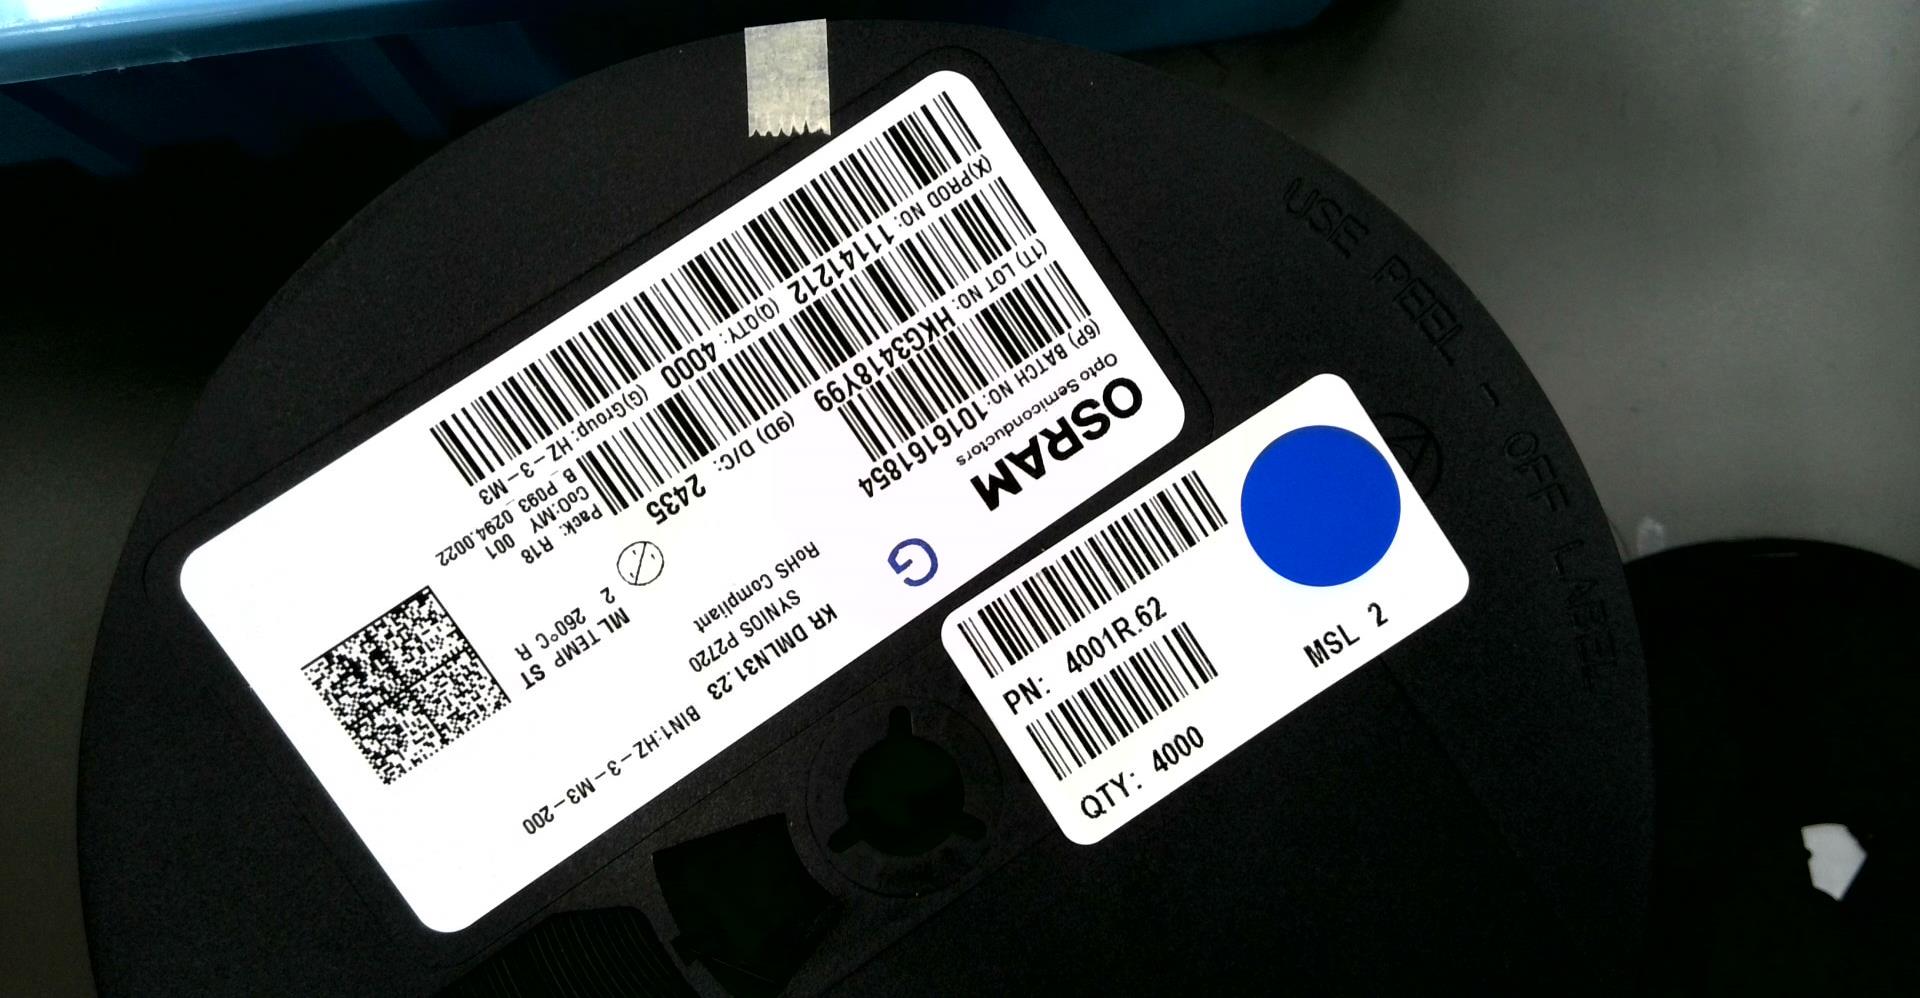 OSRAM
Opto Semiconductors
(6P) BATCH NO:1016161854
(1T) LOT NO: HKG3418Y99
(9D) D/C: 2435
(X)PROD NO: 11141212
(Q)QTY: 4000
(G)Group: HZ-3-M3
Pack: R18
CoO:MY 001
B_P093_0294.0022
G
RoHS Compliant
SYNIOS P2720
KR DMLN31.23
BIN1:HZ-3-M3-200
ML TEMP ST
2 260°C R
PN: 4001R.62
QTY: 4000
MSL 2
USE PEEL - OFF LABEL